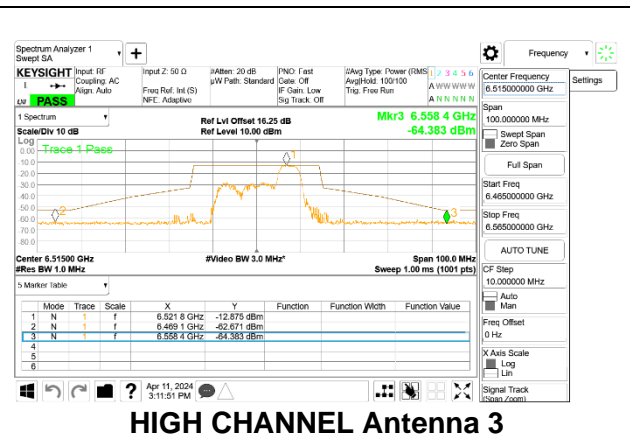 Spectrum Analyzer 1
Swept SA
+
Frequency
KEYSIGHT
L
LXI
PASS
Input: RF
Coupling: AC
Align: Auto
Input Z: 50 Ω
Freq Ref: Int (S)
NFE: Adaptive
#Atten: 20 dB
µW Path: Standard
PNO: Fast
Gate: Off
IF Gain: Low
Sig Track: Off
#Avg Type: Power (RMS
Avg|Hold: 100/100
Trig: Free Run
1 2 3 4 5 6
A W W W W W
A N N N N N
Center Frequency
6.515000000 GHz
Settings
Span
100.000000 MHz
Swept Span
Zero Span
Full Span
Start Freq
6.465000000 GHz
Stop Freq
6.565000000 GHz
AUTO TUNE
CF Step
10.000000 MHz
Auto
Man
Freq Offset
0 Hz
X Axis Scale
Log
Lin
Signal Track
(Span Zoom)
1 Spectrum
Scale/Div 10 dB
Ref Lvl Offset 16.25 dB
Ref Level 10.00 dBm
Mkr3 6.558 4 GHz
-64.383 dBm
Log
Trace 1 Pass
0.00
-10.0
-20.0
-30.0
-40.0
-50.0
-60.0
-70.0
-80.0
1
2
3
Center 6.51500 GHz
#Res BW 1.0 MHz
#Video BW 3.0 MHz*
Span 100.0 MHz
Sweep 1.00 ms (1001 pts)
5 Marker Table
Mode Trace Scale X Y Function Function Width Function Value
1 N 1 f 6.521 8 GHz -12.875 dBm
2 N 1 f 6.469 1 GHz -62.671 dBm
3 N 1 f 6.558 4 GHz -64.383 dBm
4
5
6
?
Apr 11, 2024
3:11:51 PM
HIGH CHANNEL Antenna 3